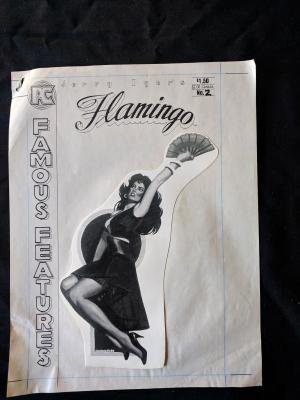 PC
Jerry Iger's
$1.50
No. 2
Flamingo
FAMOUS FEATURES